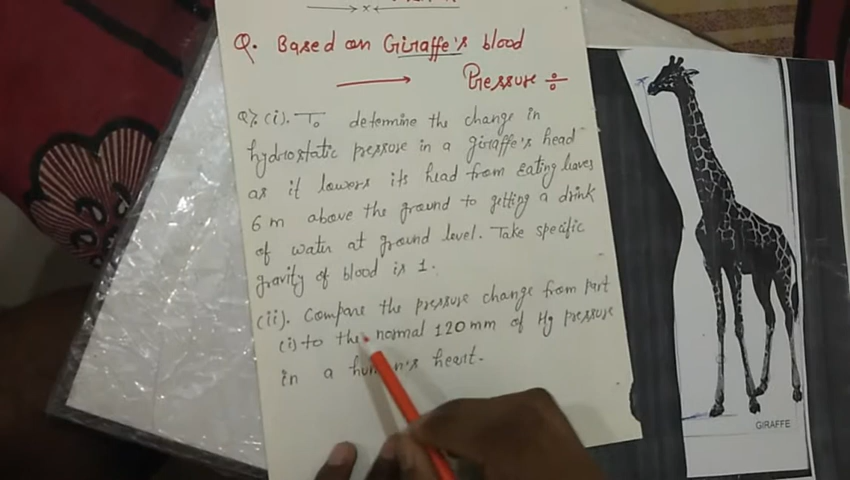 Q. Based on Giraffe's blood
Pressure ÷
Q⁒ (i). To determine the change in
hydrostatic pressure in a giraffe's head
as it lowers its head from eating leaves
6 m above the ground to getting a drink
of water at ground level. Take specific
gravity of blood is 1.
(ii). Compare the pressure change from part
(i) to the normal 120 mm of Hg pressure
in a human's heart.
GIRAFFE